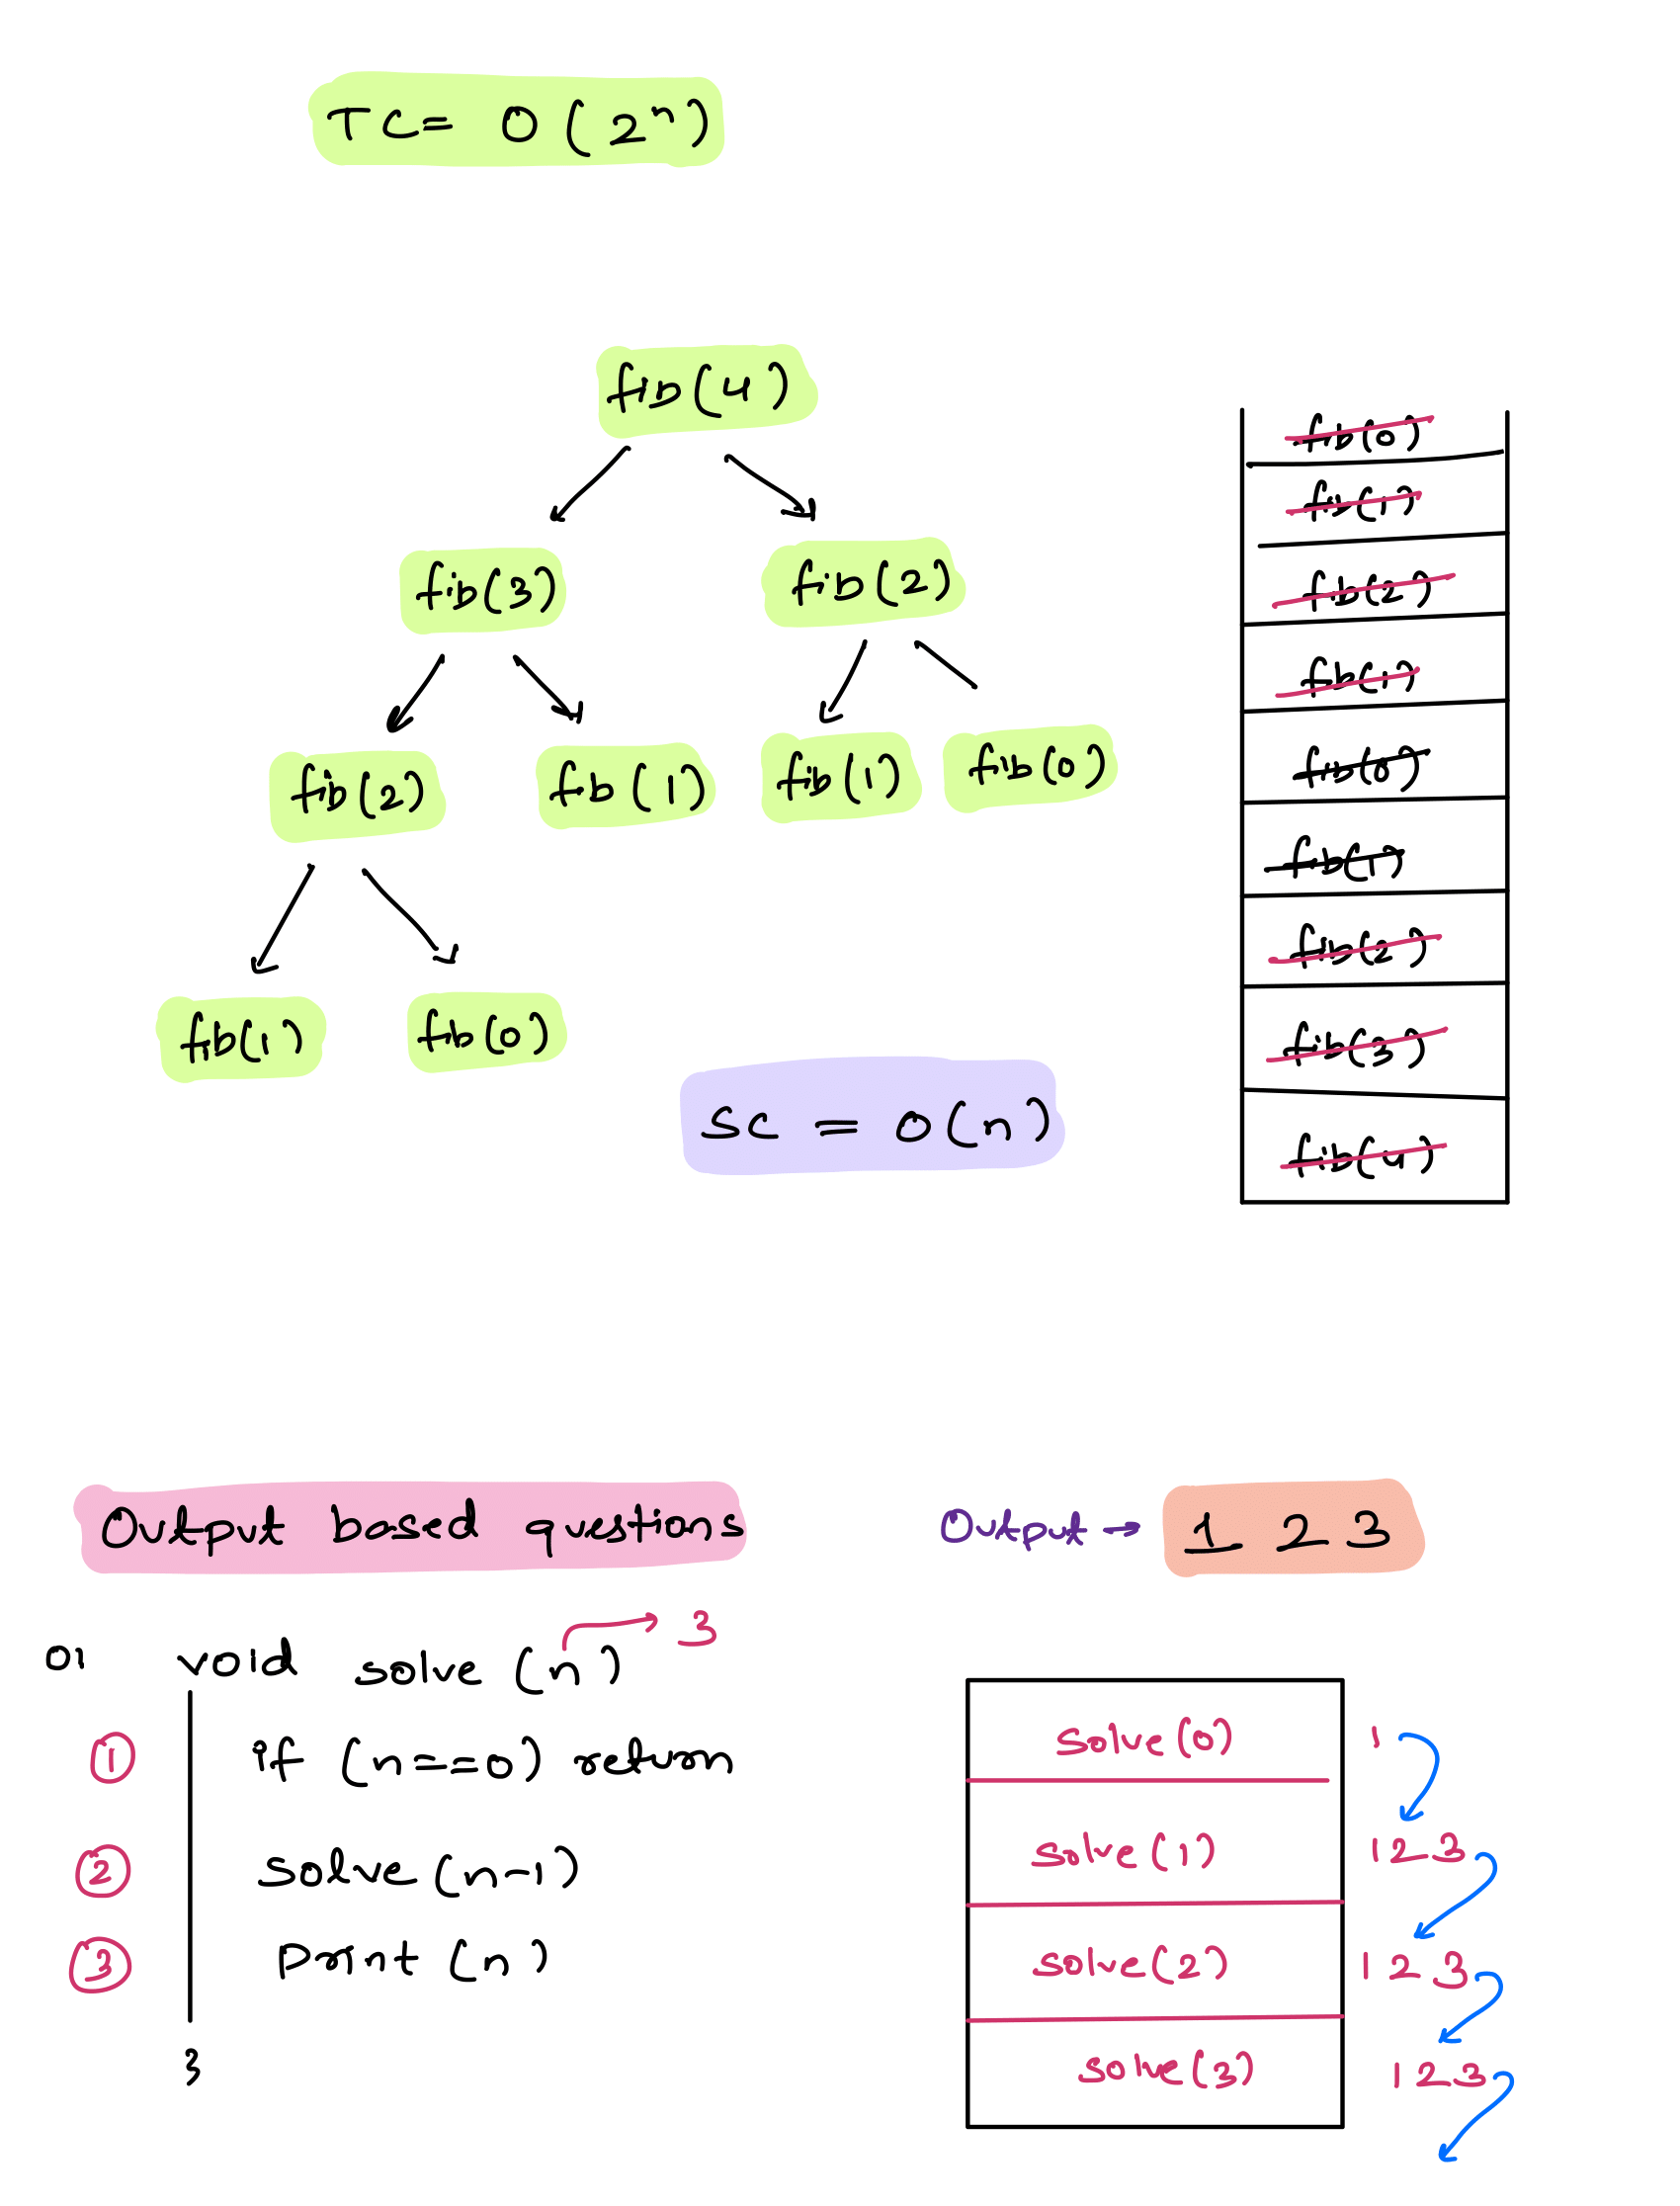 TC= O(2ⁿ)
fib(4)
fib(3) fib(2)
fib(2) fib(1) fib(1) fib(0)
fib(1) fib(0)
fib(0)
fib(1)
fib(2)
fib(1)
fib(0)
fib(1)
fib(2)
fib(3)
fib(4)
SC = O(n)
Output based questions
Output → 1 2 3
01 void solve (n) → 3
① if (n==0) return
② solve(n-1)
③ Print (n)
}
solve(0) 1
solve(1) 1 2 3
solve(2) 1 2 3
solve(3) 1 2 3